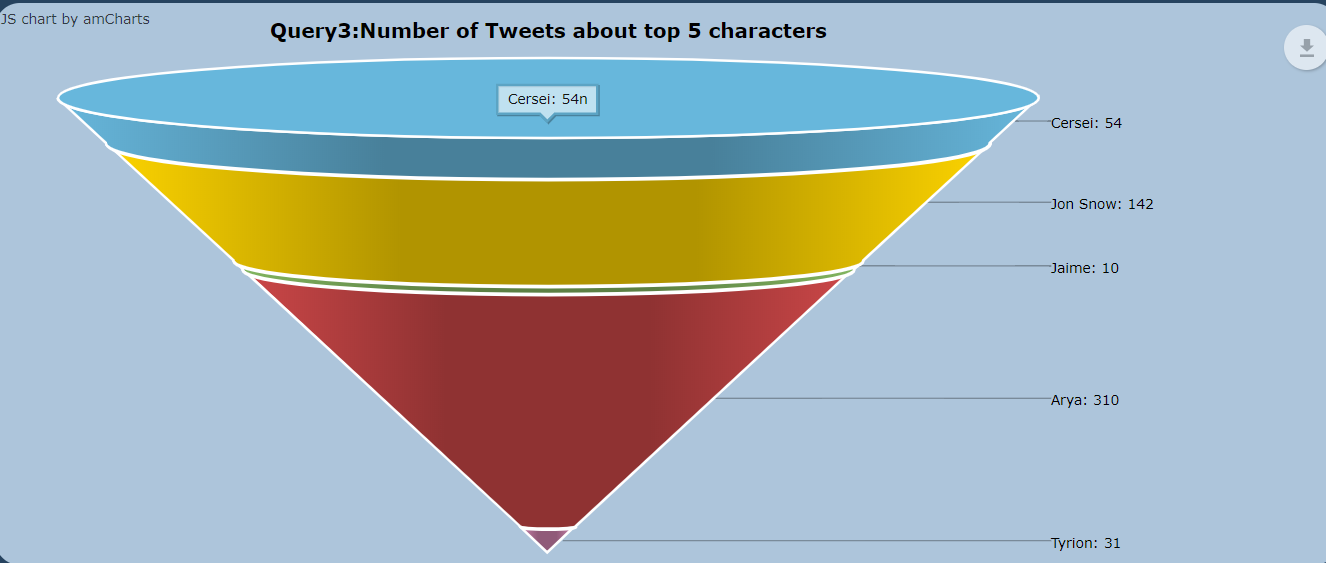 JS chart by amCharts
Query3:Number of Tweets about top 5 characters
Cersei: 54n
Cersei: 54
Jon Snow: 142
Jaime: 10
Arya: 310
Tyrion: 31